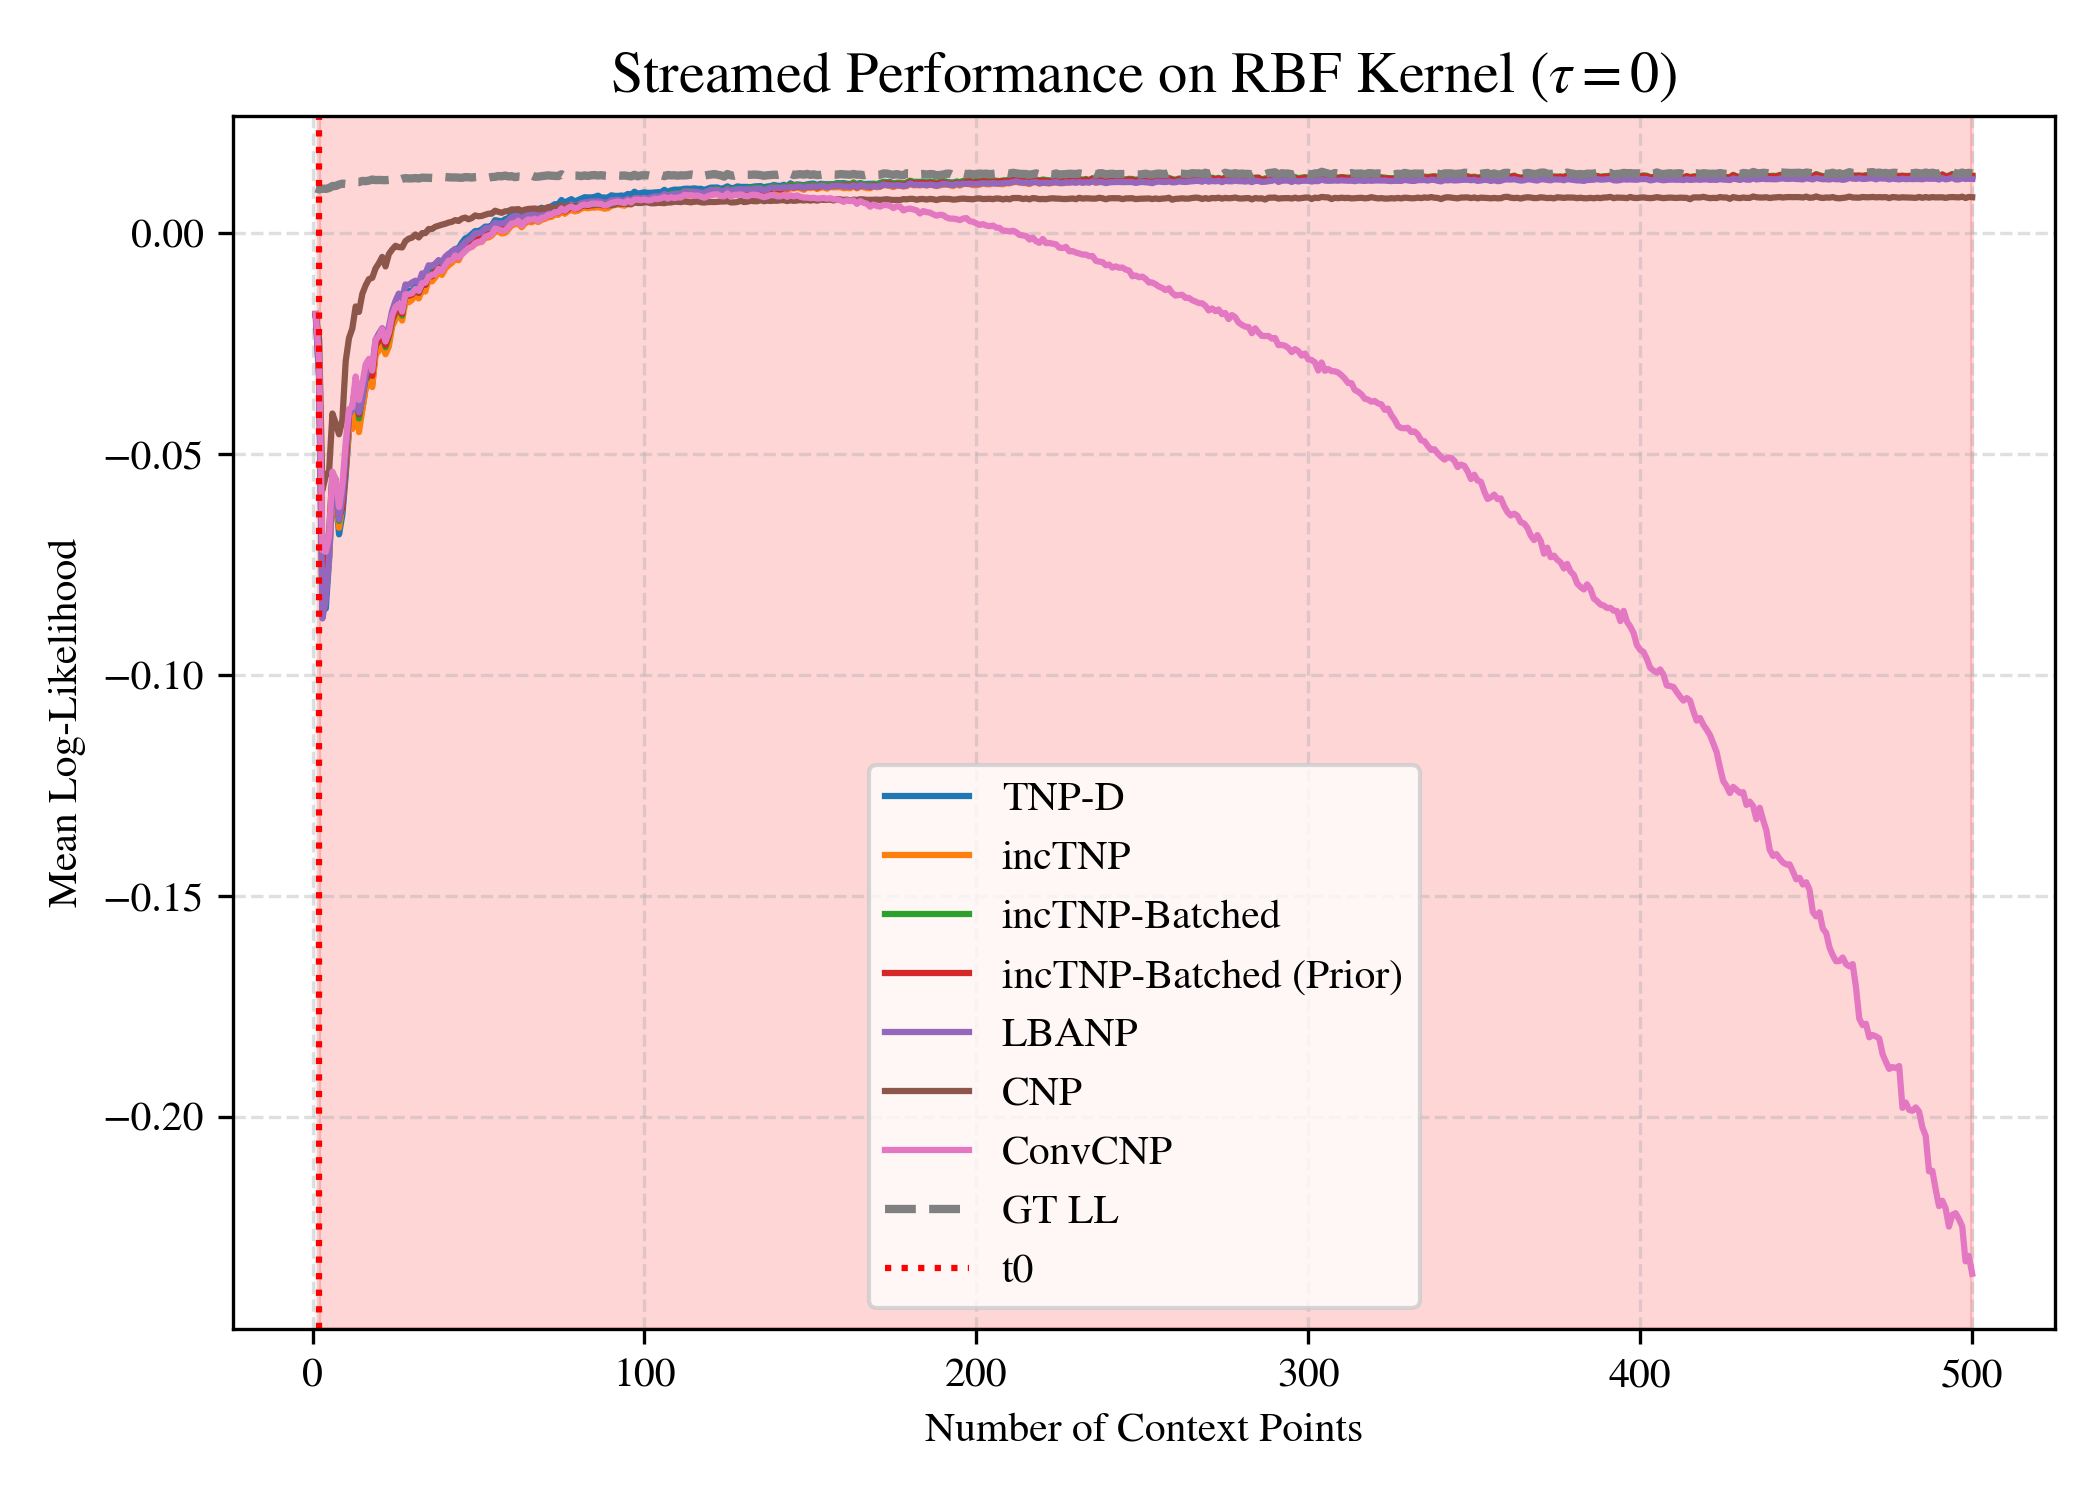 Streamed Performance on RBF Kernel (τ = 0)
Mean Log-Likelihood
0.00
−0.05
−0.10
−0.15
−0.20
TNP-D
incTNP
incTNP-Batched
incTNP-Batched (Prior)
LBANP
CNP
ConvCNP
GT LL
t0
0 100 200 300 400 500
Number of Context Points